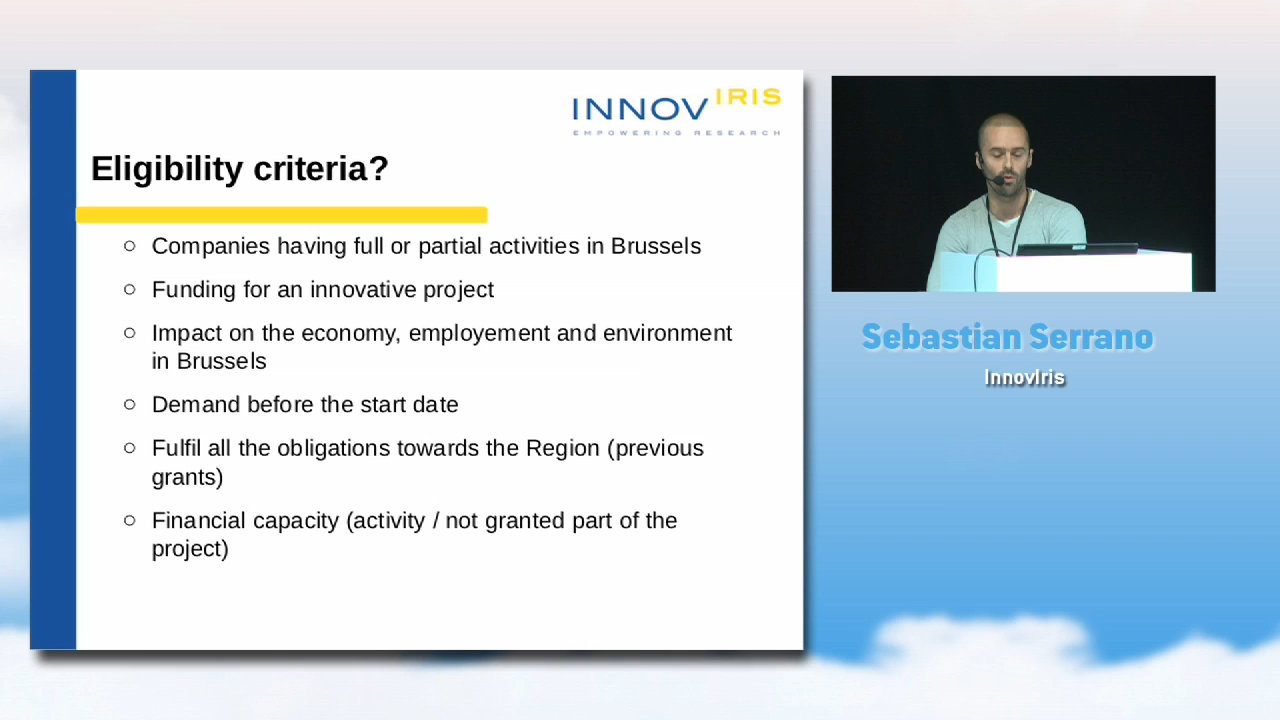 INNOVIRIS
EMPOWERING RESEARCH
Eligibility criteria?
Companies having full or partial activities in Brussels
Funding for an innovative project
Impact on the economy, employement and environment
in Brussels
Demand before the start date
Fulfil all the obligations towards the Region (previous
grants)
Financial capacity (activity / not granted part of the
project)
Sebastian Serrano
InnovIris